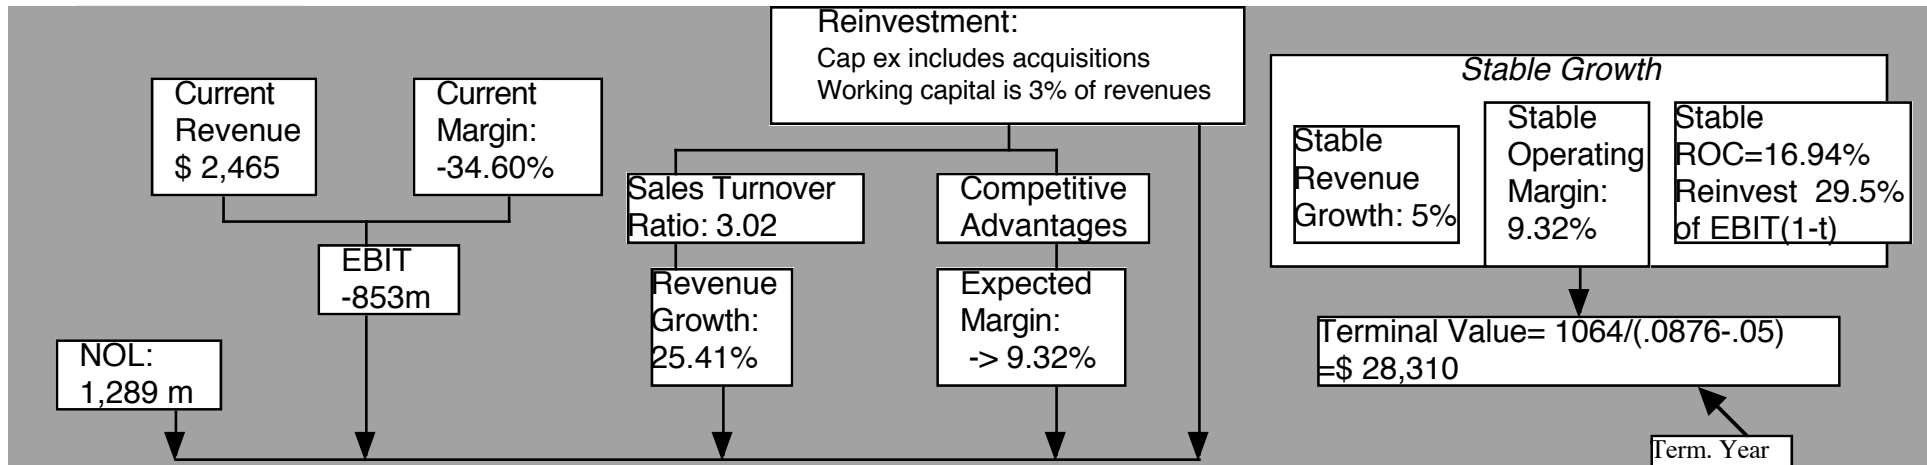 Reinvestment:
Cap ex includes acquisitions
Working capital is 3% of revenues
Current
Revenue
$ 2,465
Current
Margin:
-34.60%
EBIT
-853m
NOL:
1,289 m
Sales Turnover
Ratio: 3.02
Competitive
Advantages
Revenue
Growth:
25.41%
Expected
Margin:
-> 9.32%
Stable Growth
Stable
Revenue
Growth: 5%
Stable
Operating
Margin:
9.32%
Stable
ROC=16.94%
Reinvest 29.5%
of EBIT(1-t)
Terminal Value= 1064/(.0876-.05)
=$ 28,310
Term. Year